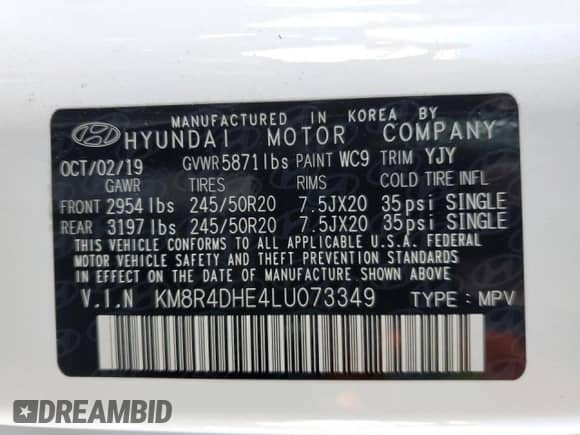 MANUFACTURED IN KOREA BY
HYUNDAI MOTOR COMPANY
OCT/02/19 GVWR 5871lbs PAINT WC9 TRIM YJY
GAWR TIRES RIMS COLD TIRE INFL
FRONT 2954 lbs 245/50R20 7.5JX20 35psi SINGLE
REAR 3197 lbs 245/50R20 7.5JX20 35psi SINGLE
THIS VEHICLE CONFORMS TO ALL APPLICABLE U.S.A. FEDERAL
MOTOR VEHICLE SAFETY AND THEFT PREVENTION STANDARDS
IN EFFECT ON THE DATE OF MANUFACTURE SHOWN ABOVE
V.I.N KM8R4DHE4LU073349 TYPE: MPV
DREAMBID